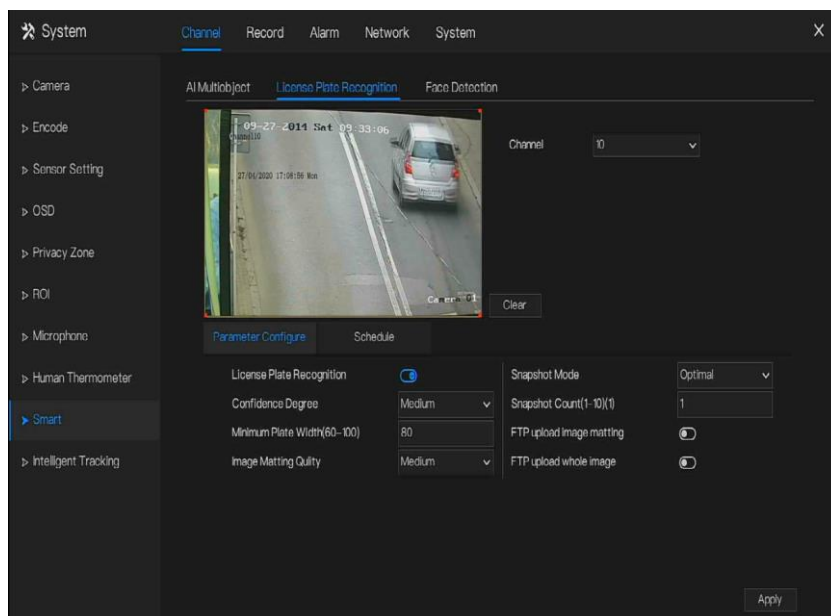 System
Channel Record Alarm Network System X
Camera
Encode
Sensor Setting
OSD
Privacy Zone
ROI
Microphone
Human Thermometer
Smart
Intelligent Tracking
AI Multiobject License Plate Recognition Face Detection
09-27-2014 Sat 09:33:06
Channel10
27/04/2020 17:08:56 Mon
Camera 01
Channel 10
Clear
Parameter Configure Schedule
License Plate Recognition
Confidence Degree Medium
Minimum Plate Width(60-100) 80
Image Matting Qulity Medium
Snapshot Mode Optimal
Snapshot Count(1-10)(1) 1
FTP upload image matting
FTP upload whole image
Apply